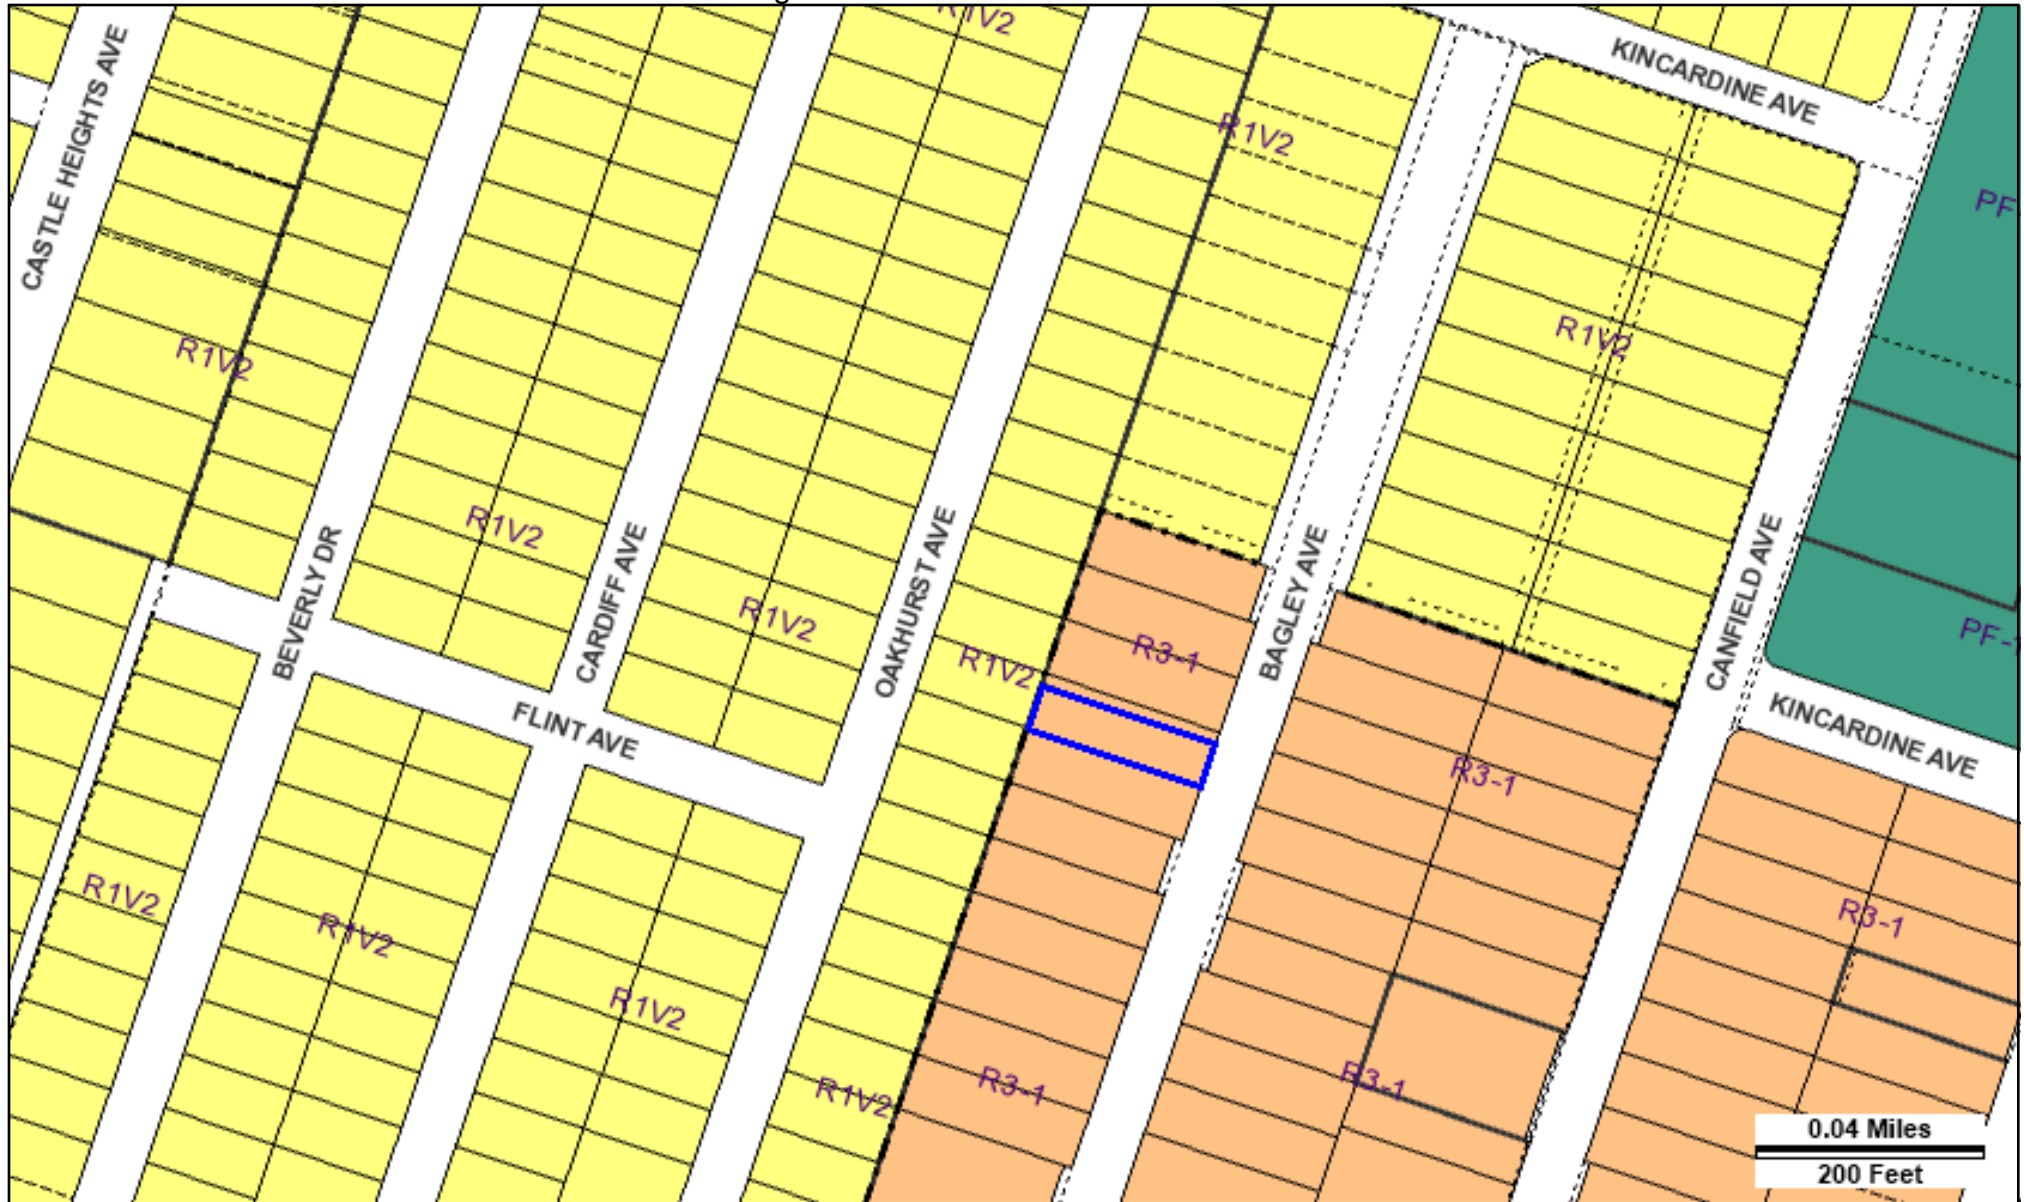 R1V2
KINCARDINE AVE
CASTLE HEIGHTS AVE
R1V2
PF
R1V2
R1V2
R1V2
BEVERLY DR
CARDIFF AVE
OAKHURST AVE
BAGLEY AVE
CANFIELD AVE
R1V2
R1V2
R3-1
PF-1
FLINT AVE
KINCARDINE AVE
R3-1
R1V2
R1V2
R3-1
R1V2
R1V2
R3-1
R3-1
0.04 Miles
200 Feet